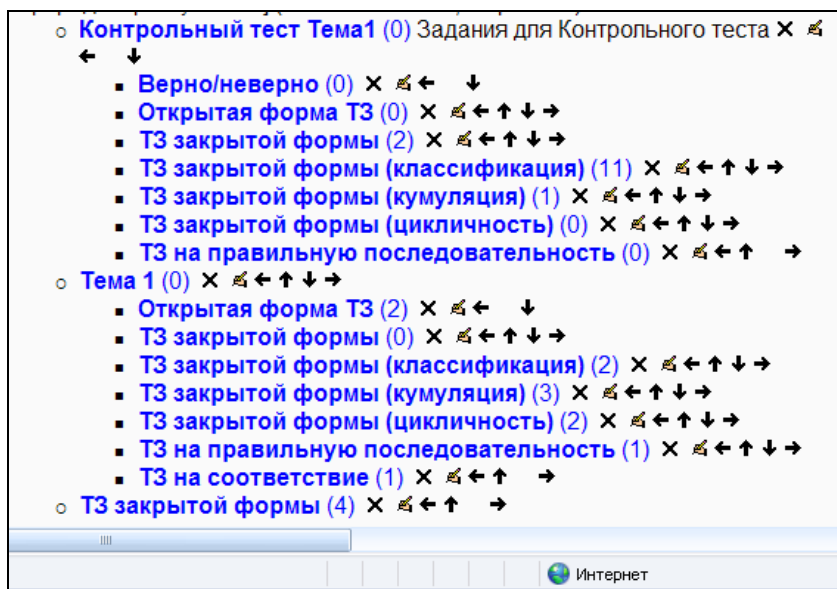 Контрольный тест Тема1 (0) Задания для Контрольного теста
Верно/неверно (0)
Открытая форма ТЗ (0)
ТЗ закрытой формы (2)
ТЗ закрытой формы (классификация) (11)
ТЗ закрытой формы (кумуляция) (1)
ТЗ закрытой формы (цикличность) (0)
ТЗ на правильную последовательность (0)
Тема 1 (0)
Открытая форма ТЗ (2)
ТЗ закрытой формы (0)
ТЗ закрытой формы (классификация) (2)
ТЗ закрытой формы (кумуляция) (3)
ТЗ закрытой формы (цикличность) (2)
ТЗ на правильную последовательность (1)
ТЗ на соответствие (1)
ТЗ закрытой формы (4)
Интернет